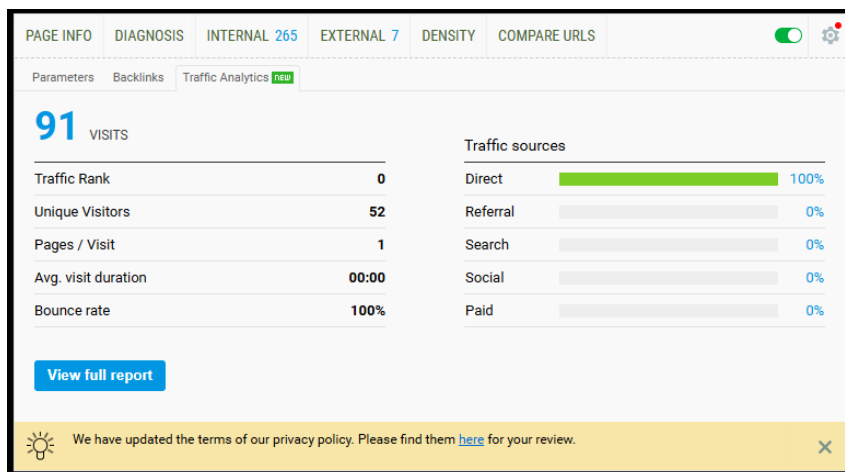 PAGE INFO DIAGNOSIS INTERNAL 265 EXTERNAL 7 DENSITY COMPARE URLS
Parameters Backlinks Traffic Analytics NEW
91 VISITS
Traffic Rank 0
Unique Visitors 52
Pages / Visit 1
Avg. visit duration 00:00
Bounce rate 100%
Traffic sources
Direct 100%
Referral 0%
Search 0%
Social 0%
Paid 0%
View full report
We have updated the terms of our privacy policy. Please find them here for your review.